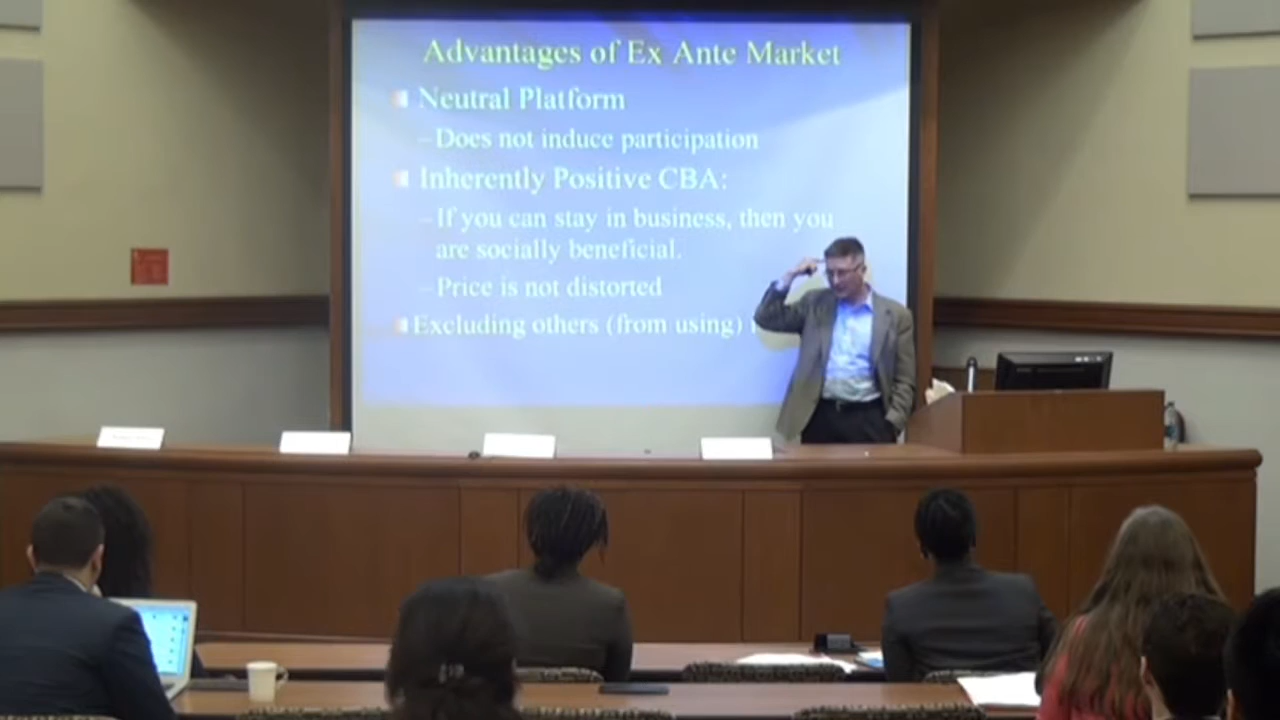 Advantages of Ex Ante Market
Neutral Platform
– Does not induce participation
Inherently Positive CBA:
– If you can stay in business, then you
are socially beneficial.
– Price is not distorted
Excluding others (from using)